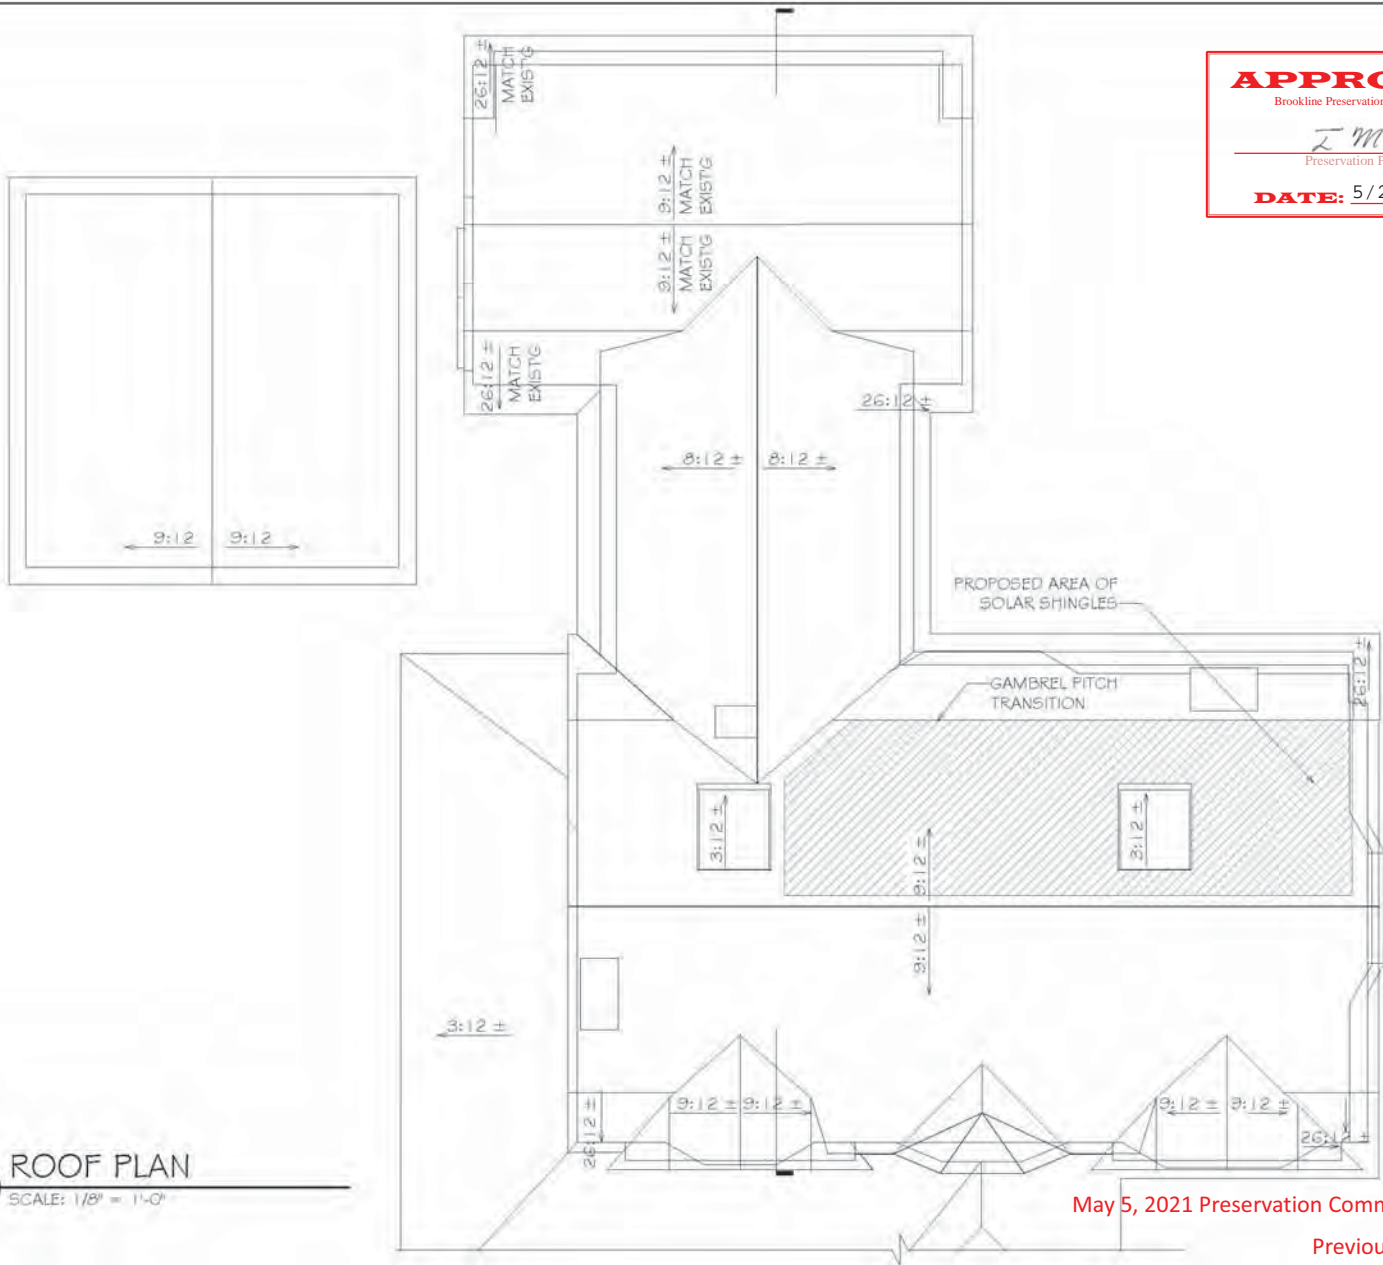 26:12 ±
MATCH
EXIST'G
APPRO
Brookline Preservation
Preservation
DATE: 5/2
9:12 ±
MATCH
EXIST'G
9:12 ±
MATCH
EXIST'G
26:12 ±
MATCH
EXIST'G
26:12 ±
8:12 ±
8:12 ±
9:12
9:12
PROPOSED AREA OF
SOLAR SHINGLES
GAMBREL PITCH
TRANSITION
26:12 ±
3:12 ±
3:12 ±
9:12 ±
9:12 ±
3:12 ±
26:12 ±
9:12 ±
9:12 ±
9:12 ±
9:12 ±
26:12 ±
ROOF PLAN
SCALE: 1/8" = 1'-0"
May 5, 2021 Preservation Comm
Previou